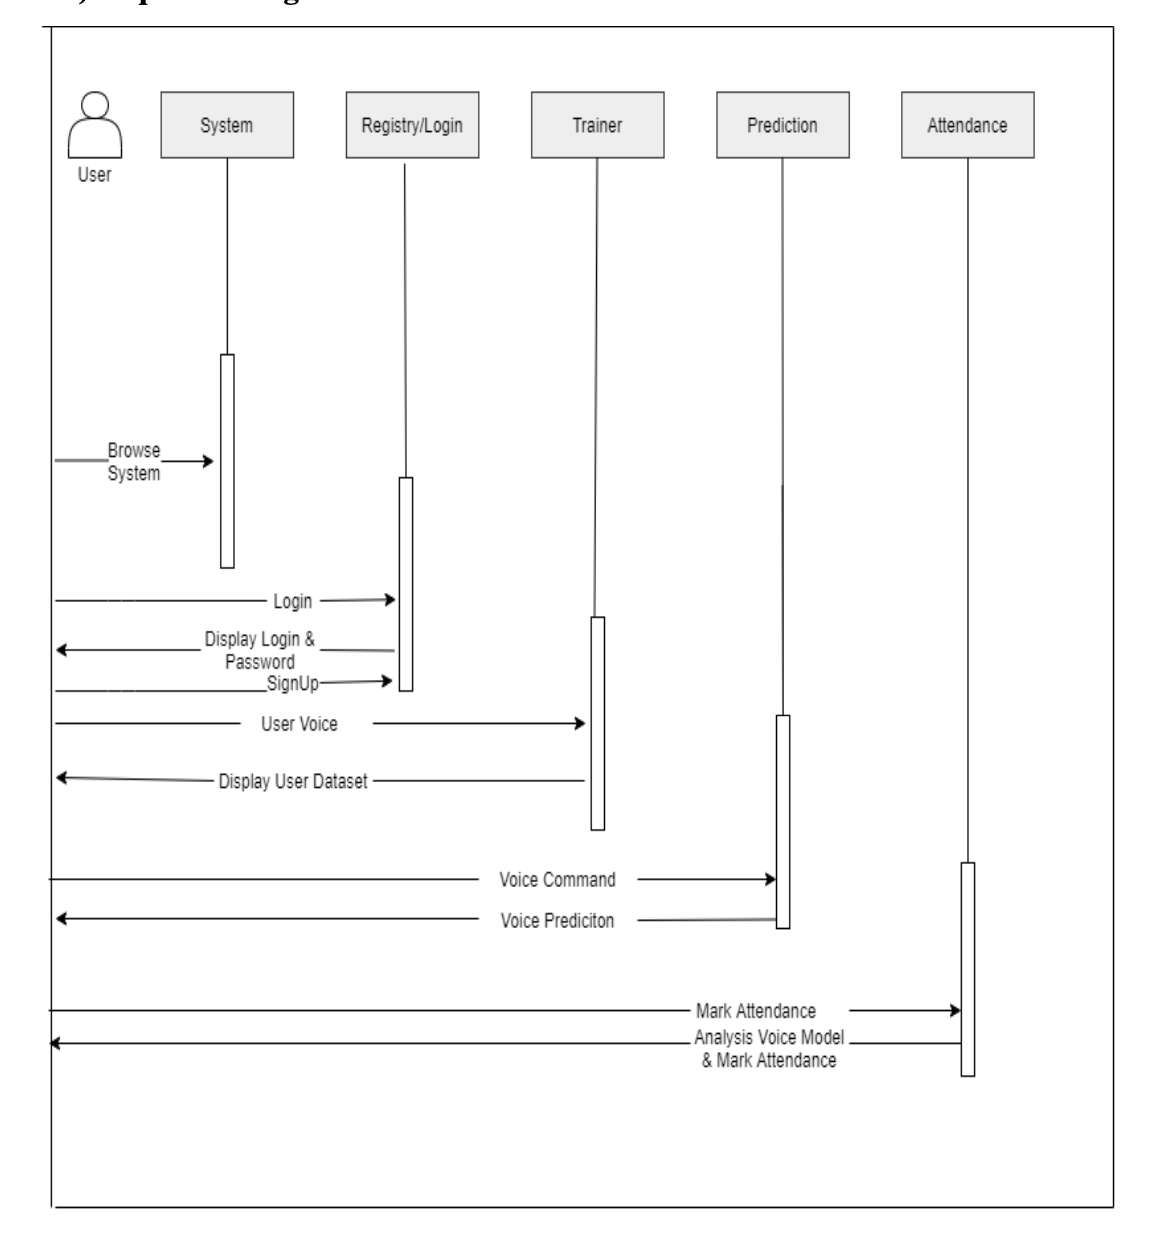 System
Registry/Login
Trainer
Prediction
Attendance
User
Browse
System
Login
Display Login &
Password
SignUp
User Voice
Display User Dataset
Voice Command
Voice Prediciton
Mark Attendance
Analysis Voice Model
& Mark Attendance